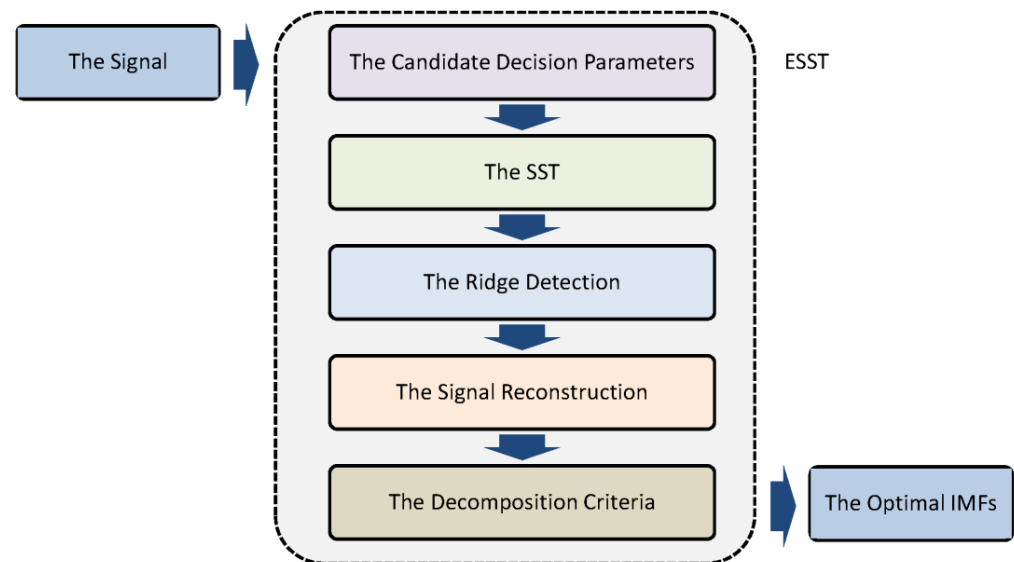 The Signal
The Candidate Decision Parameters
ESST
The SST
The Ridge Detection
The Signal Reconstruction
The Decomposition Criteria
The Optimal IMFs